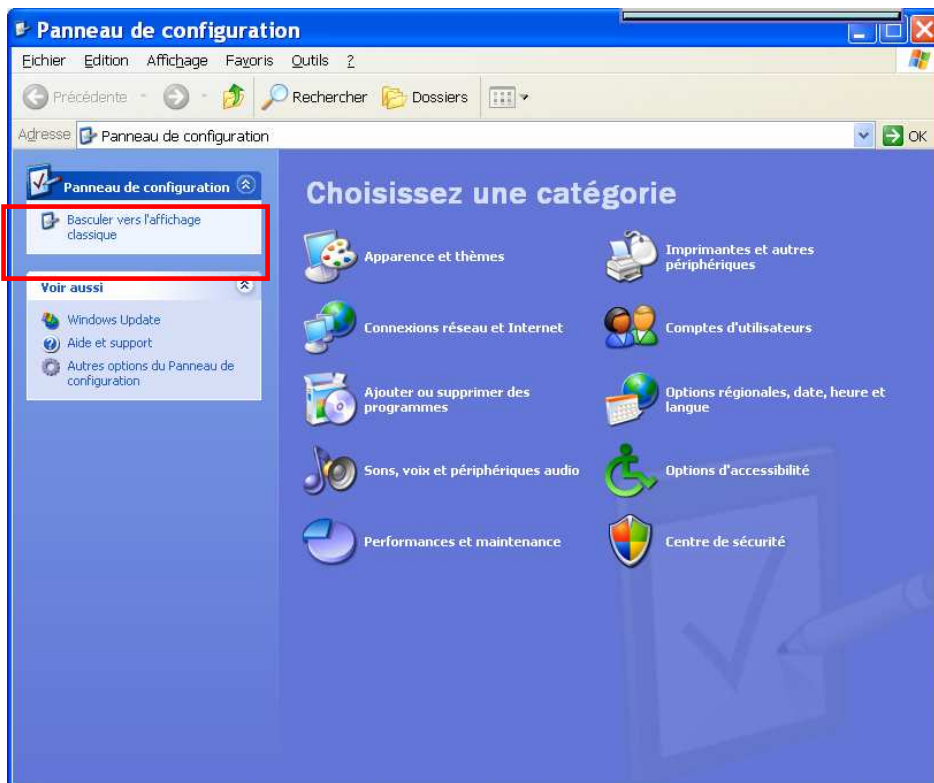 Panneau de configuration
Fichier Edition Affichage Favoris Outils ?
Précédente Rechercher Dossiers
Adresse Panneau de configuration OK
Panneau de configuration
Basculer vers l'affichage
classique
Voir aussi
Windows Update
Aide et support
Autres options du Panneau de
configuration
Choisissez une catégorie
Apparence et thèmes
Imprimantes et autres
périphériques
Connexions réseau et Internet
Comptes d'utilisateurs
Ajouter ou supprimer des
programmes
Options régionales, date, heure et
langue
Sons, voix et périphériques audio
Options d'accessibilité
Performances et maintenance
Centre de sécurité